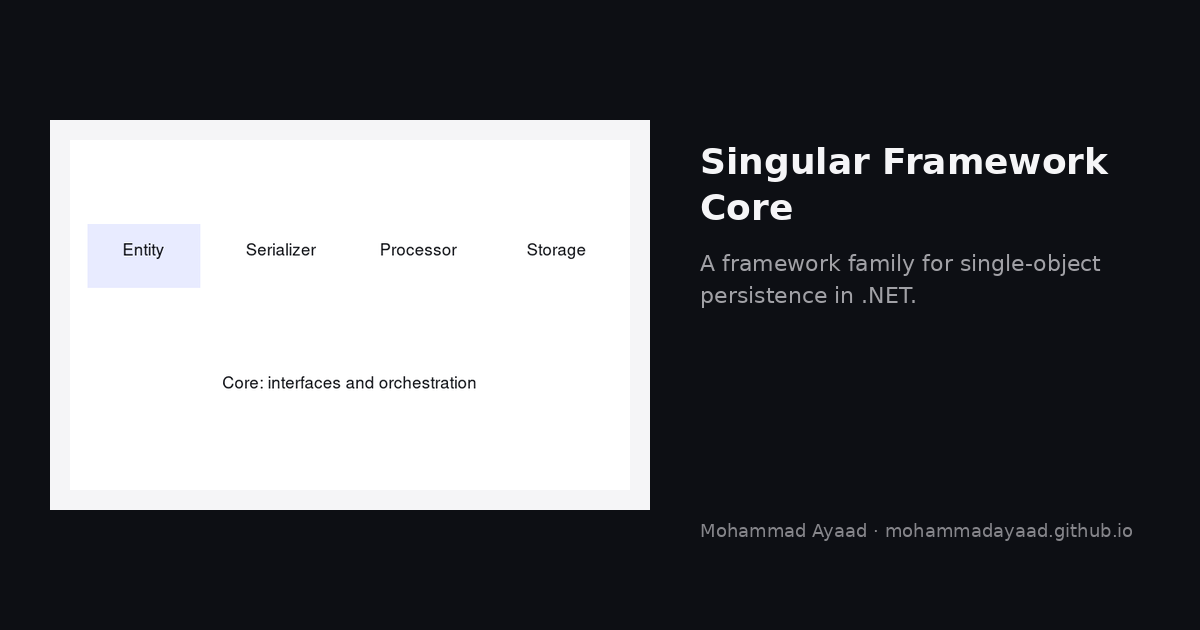 Entity Serializer Processor Storage
Core: interfaces and orchestration
Singular Framework
Core
A framework family for single-object
persistence in .NET.
Mohammad Ayaad · mohammadayaad.github.io